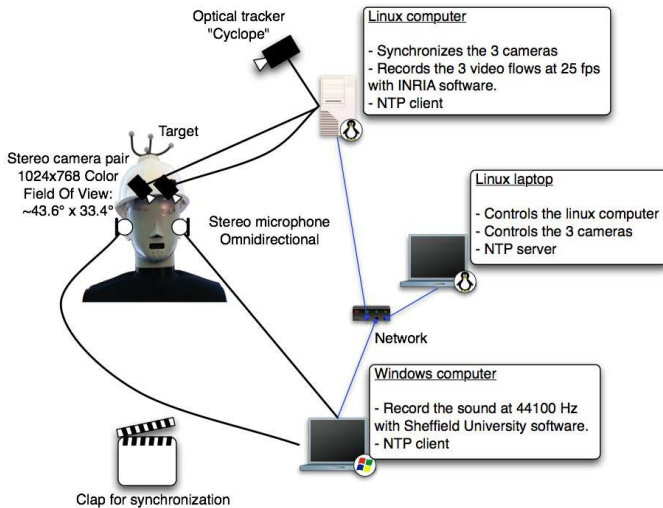 Optical tracker
"Cyclope"
Linux computer
- Synchronizes the 3 cameras
- Records the 3 video flows at 25 fps
with INRIA software.
- NTP client
Target
Stereo camera pair
1024x768 Color
Field Of View:
~43.6° x 33.4°
Stereo microphone
Omnidirectional
Linux laptop
- Controls the linux computer
- Controls the 3 cameras
- NTP server
Network
Windows computer
- Record the sound at 44100 Hz
with Sheffield University software.
- NTP client
Clap for synchronization